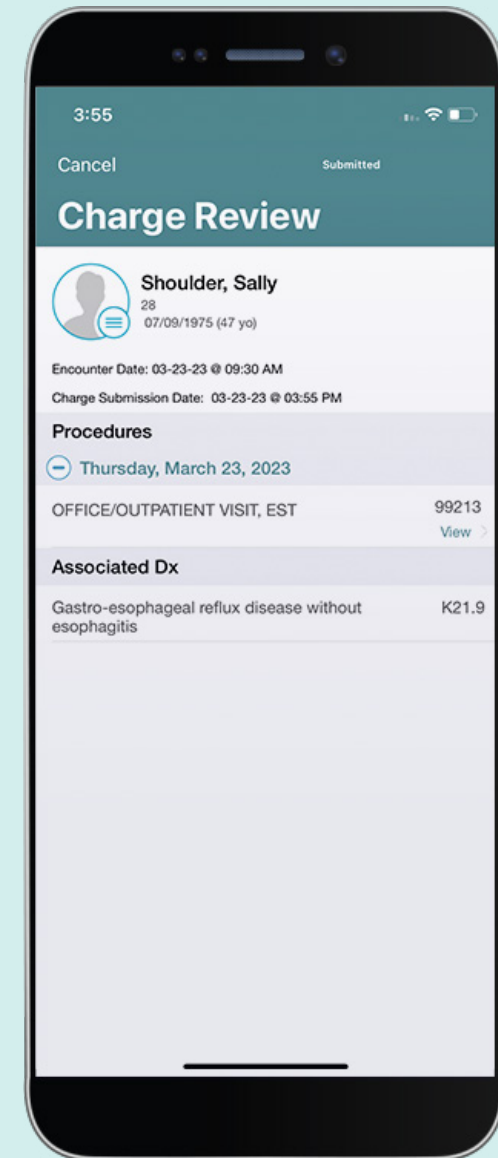 3:55
Cancel Submitted
Charge Review
Shoulder, Sally
28
07/09/1975 (47 yo)
Encounter Date: 03-23-23 @ 09:30 AM
Charge Submission Date: 03-23-23 @ 03:55 PM
Procedures
Thursday, March 23, 2023
OFFICE/OUTPATIENT VISIT, EST 99213
View
Associated Dx
Gastro-esophageal reflux disease without K21.9
esophagitis